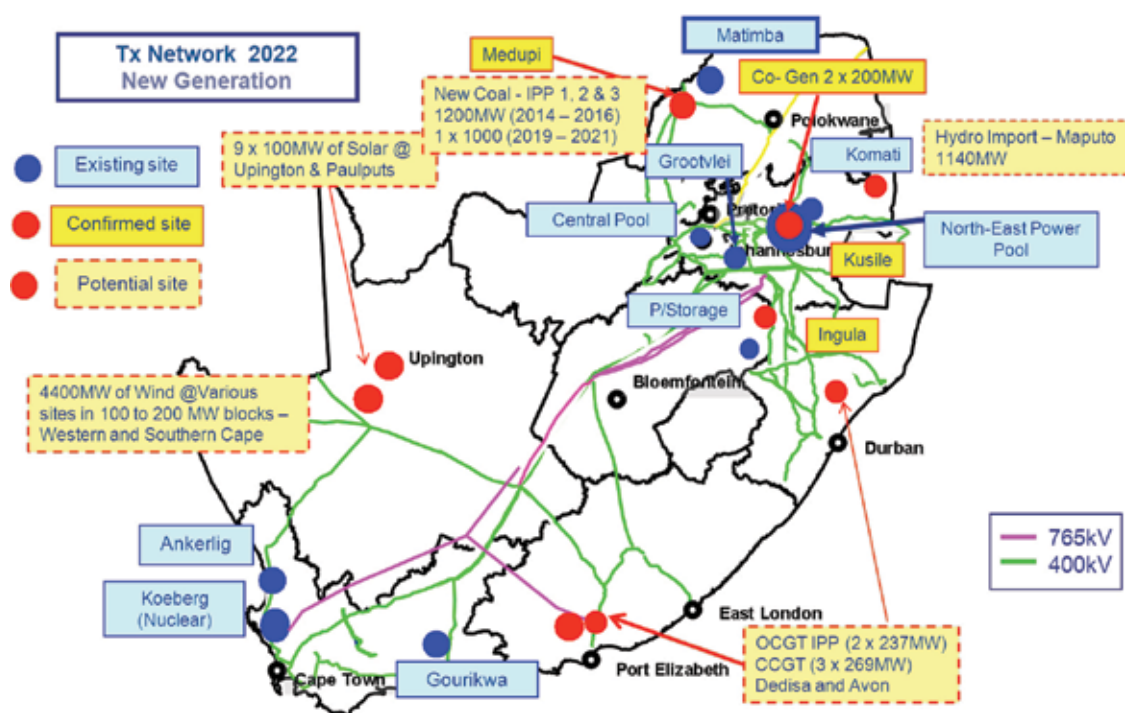 Tx Network 2022
New Generation
Existing site
Confirmed site
Potential site
Medupi
Matimba
Co- Gen 2 x 200MW
New Coal - IPP 1, 2 & 3
1200MW (2014 – 2016)
1 x 1000 (2019 – 2021)
9 x 100MW of Solar @
Upington & Paulputs
Polokwane
Grootvlei
Komati
Hydro Import – Maputo
1140MW
Central Pool
Pretori
North-East Power
Pool
hannesbur
Kusile
P/Storage
Ingula
Upington
Bloemfontein
4400MW of Wind @Various
sites in 100 to 200 MW blocks –
Western and Southern Cape
Durban
Ankerlig
Koeberg
(Nuclear)
765kV
400kV
East London
OCGT IPP (2 x 237MW)
CCGT (3 x 269MW)
Dedisa and Avon
Port Elizabeth
Gourikwa
Cape Town